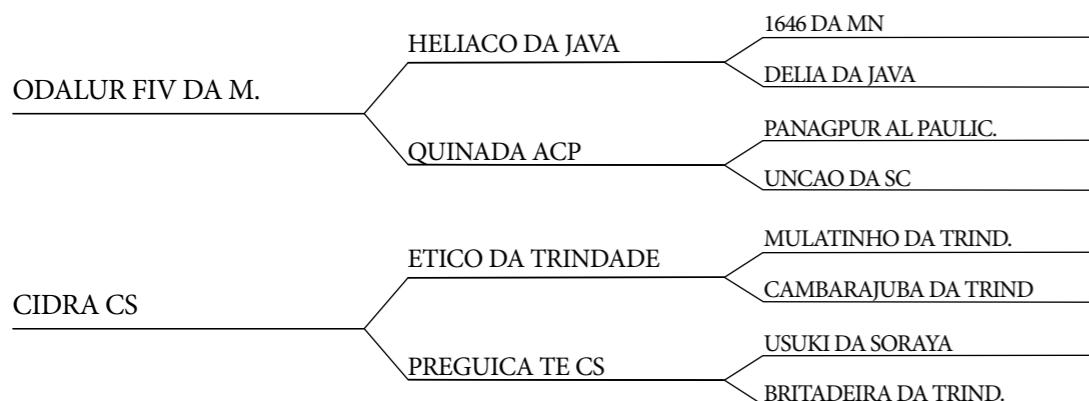 1646 DA MN
HELIACO DA JAVA
DELIA DA JAVA
ODALUR FIV DA M.
PANAGPUR AL PAULIC.
QUINADA ACP
UNCAO DA SC
MULATINHO DA TRIND.
ETICO DA TRINDADE
CAMBARAJUBA DA TRIND
CIDRA CS
USUKI DA SORAYA
PREGUICA TE CS
BRITADEIRA DA TRIND.